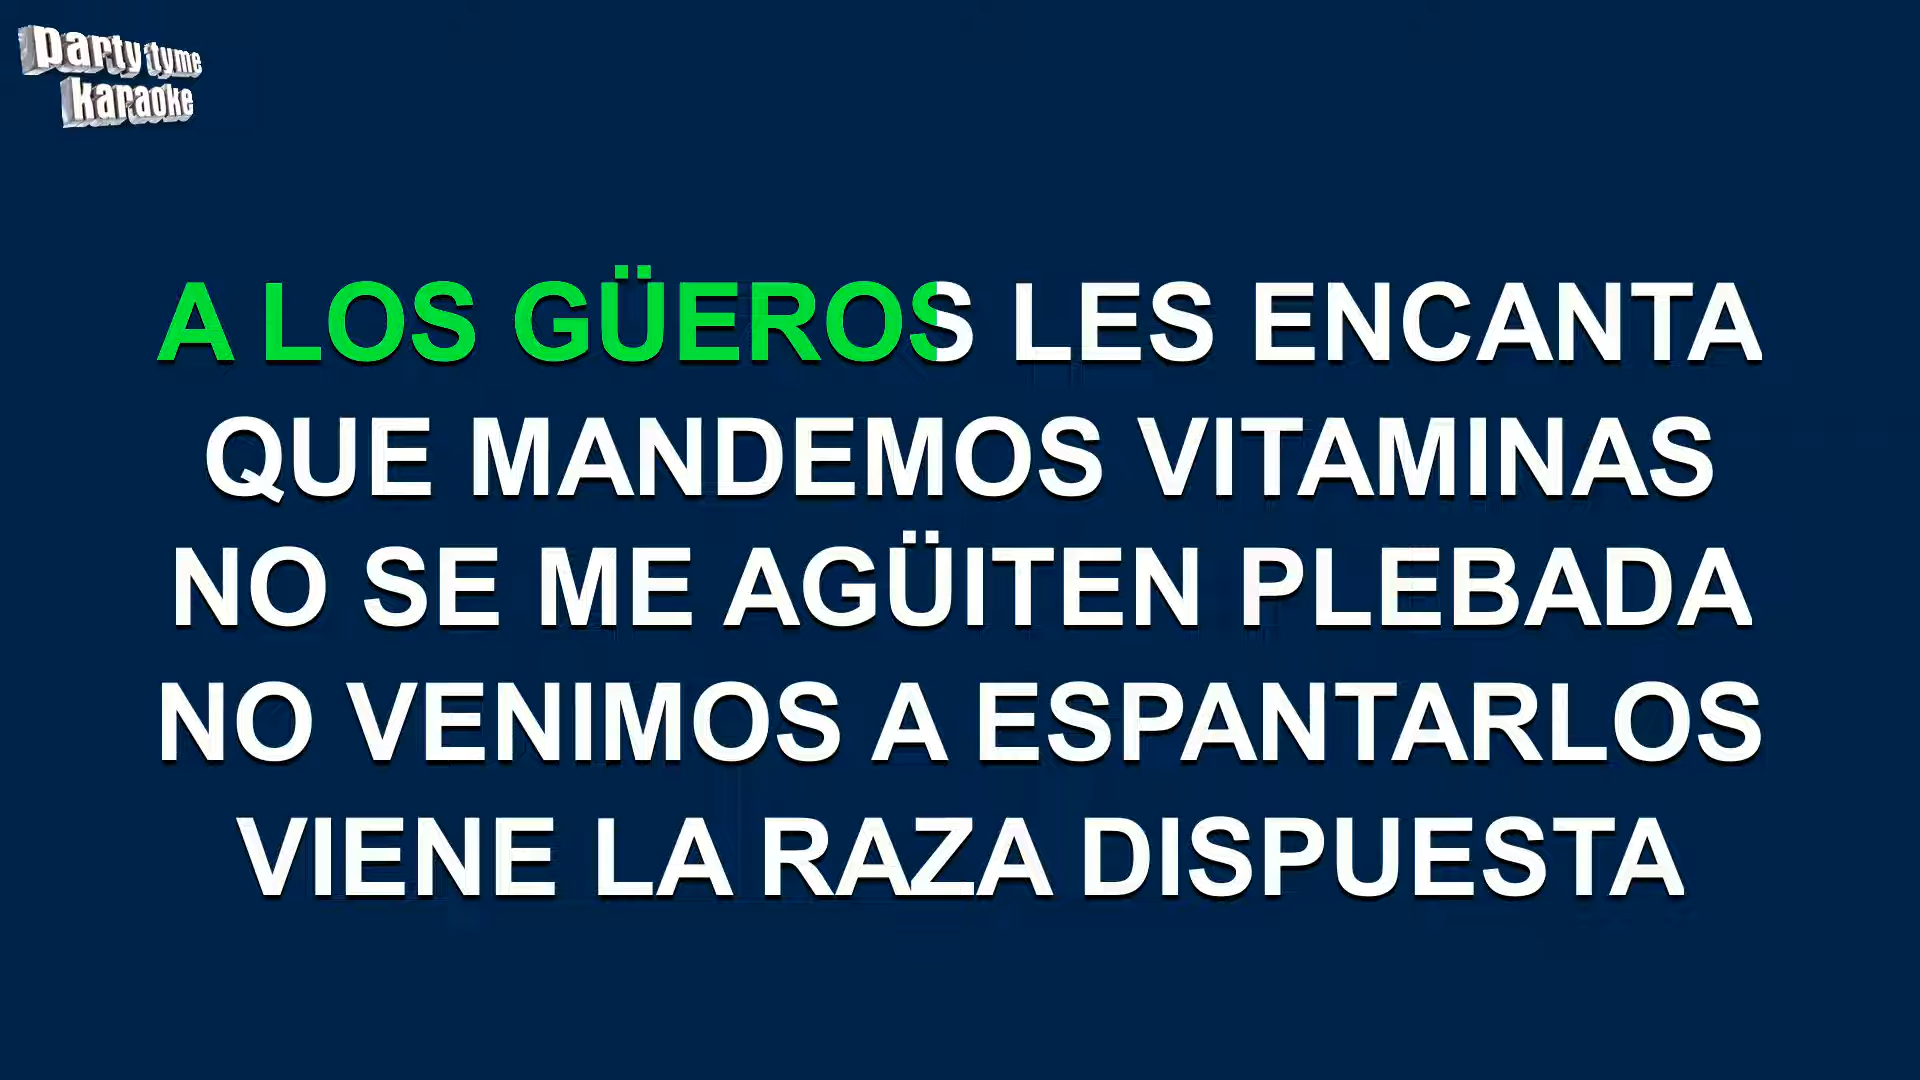 party tyme
karaoke
A LOS GÜEROS LES ENCANTA
QUE MANDEMOS VITAMINAS
NO SE ME AGÜITEN PLEBADA
NO VENIMOS A ESPANTARLOS
VIENE LA RAZA DISPUESTA